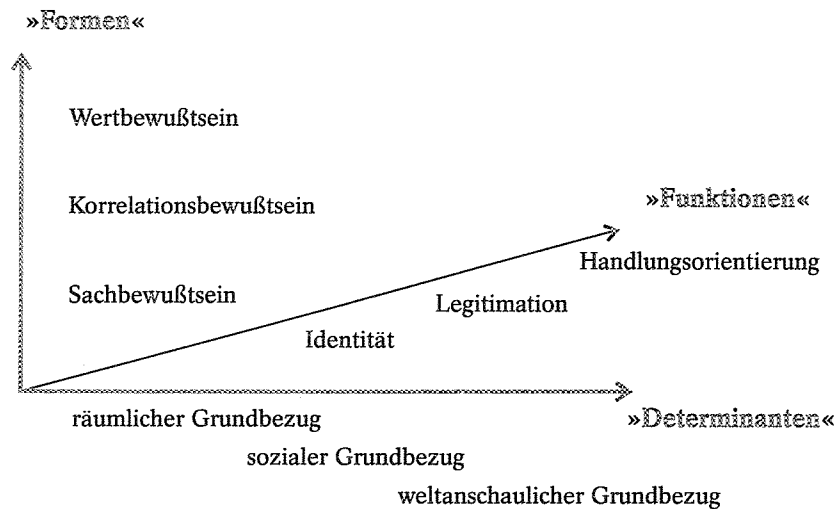 »Formen«
Wertbewußtsein
Korrelationsbewußtsein
»Funktionen«
Handlungsorientierung
Sachbewußtsein
Legitimation
Identität
räumlicher Grundbezug
»Determinanten«
sozialer Grundbezug
weltanschaulicher Grundbezug